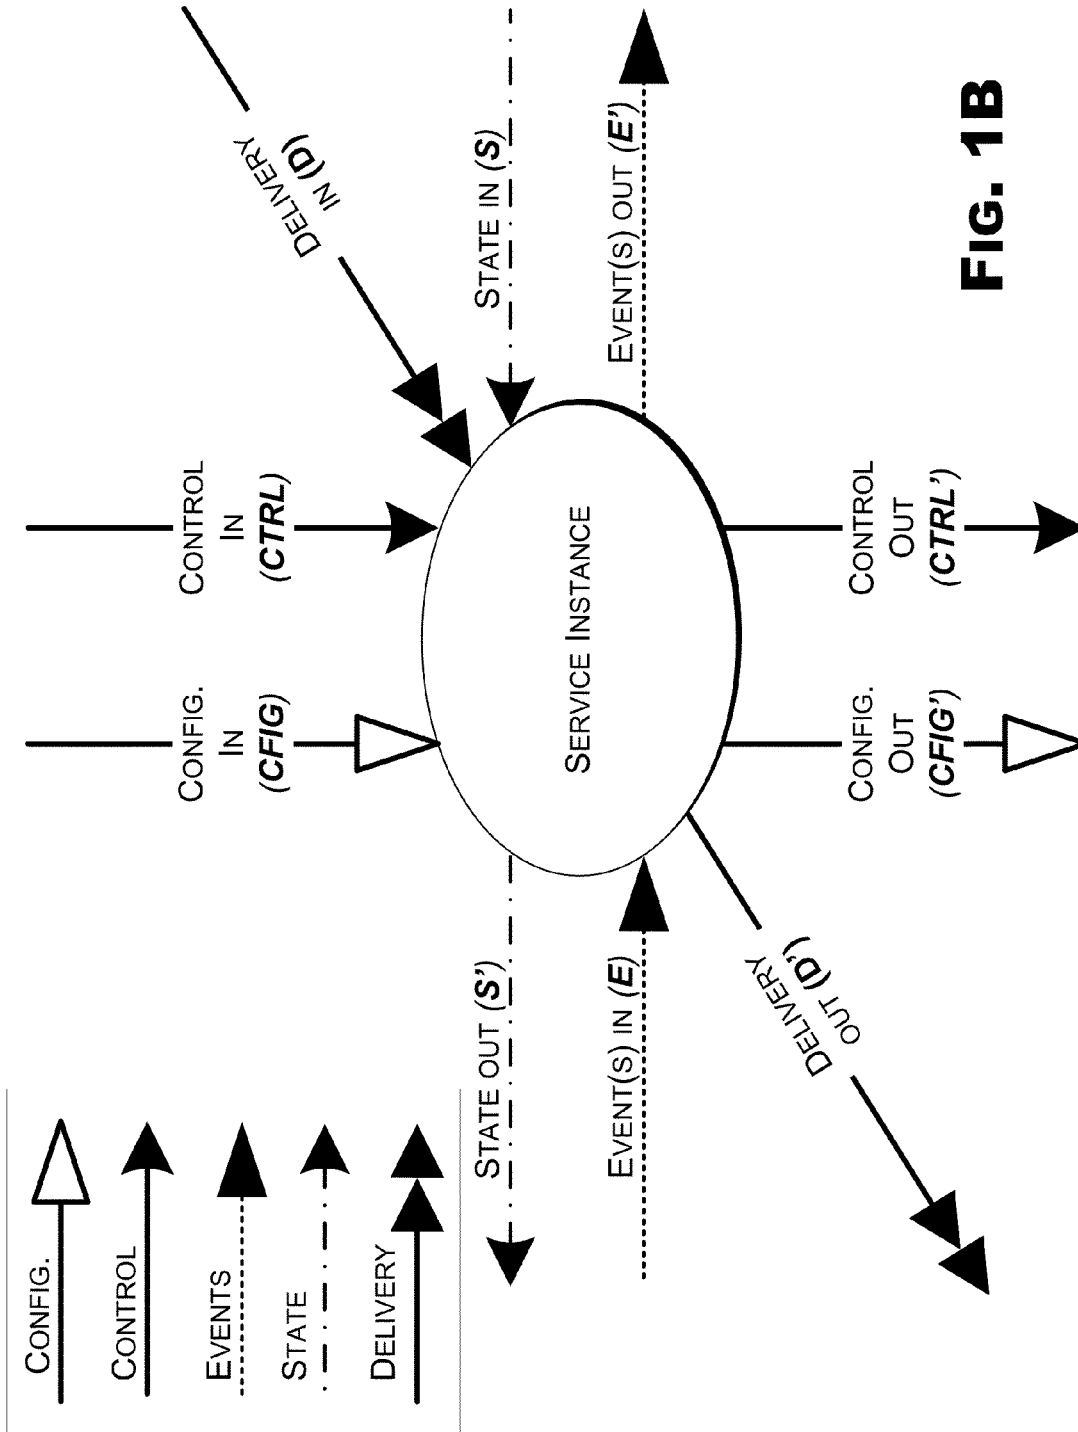 CONFIG.
CONTROL
EVENTS
STATE
DELIVERY
CONFIG.
IN
(CFIG)
CONTROL
IN
(CTRL)
DELIVERY
IN (D)
STATE OUT (S')
STATE IN (S)
SERVICE INSTANCE
EVENT(S) IN (E)
EVENT(S) OUT (E')
DELIVERY
OUT (D')
CONFIG.
OUT
(CFIG')
CONTROL
OUT
(CTRL')
FIG. 1B